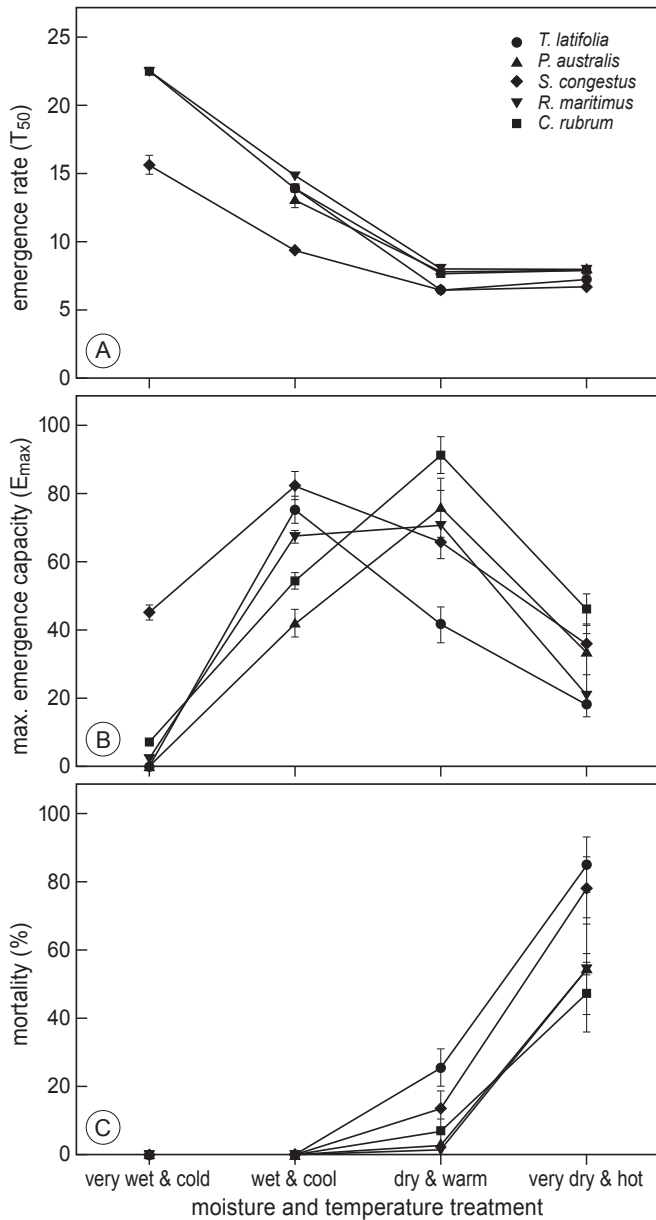 25
20
15
10
5
0
emergence rate (T50)
T. latifolia
P. australis
S. congestus
R. maritimus
C. rubrum
A
100
80
60
40
20
0
max. emergence capacity (Emax)
B
100
80
60
40
20
0
mortality (%)
C
very wet & cold wet & cool dry & warm very dry & hot
moisture and temperature treatment